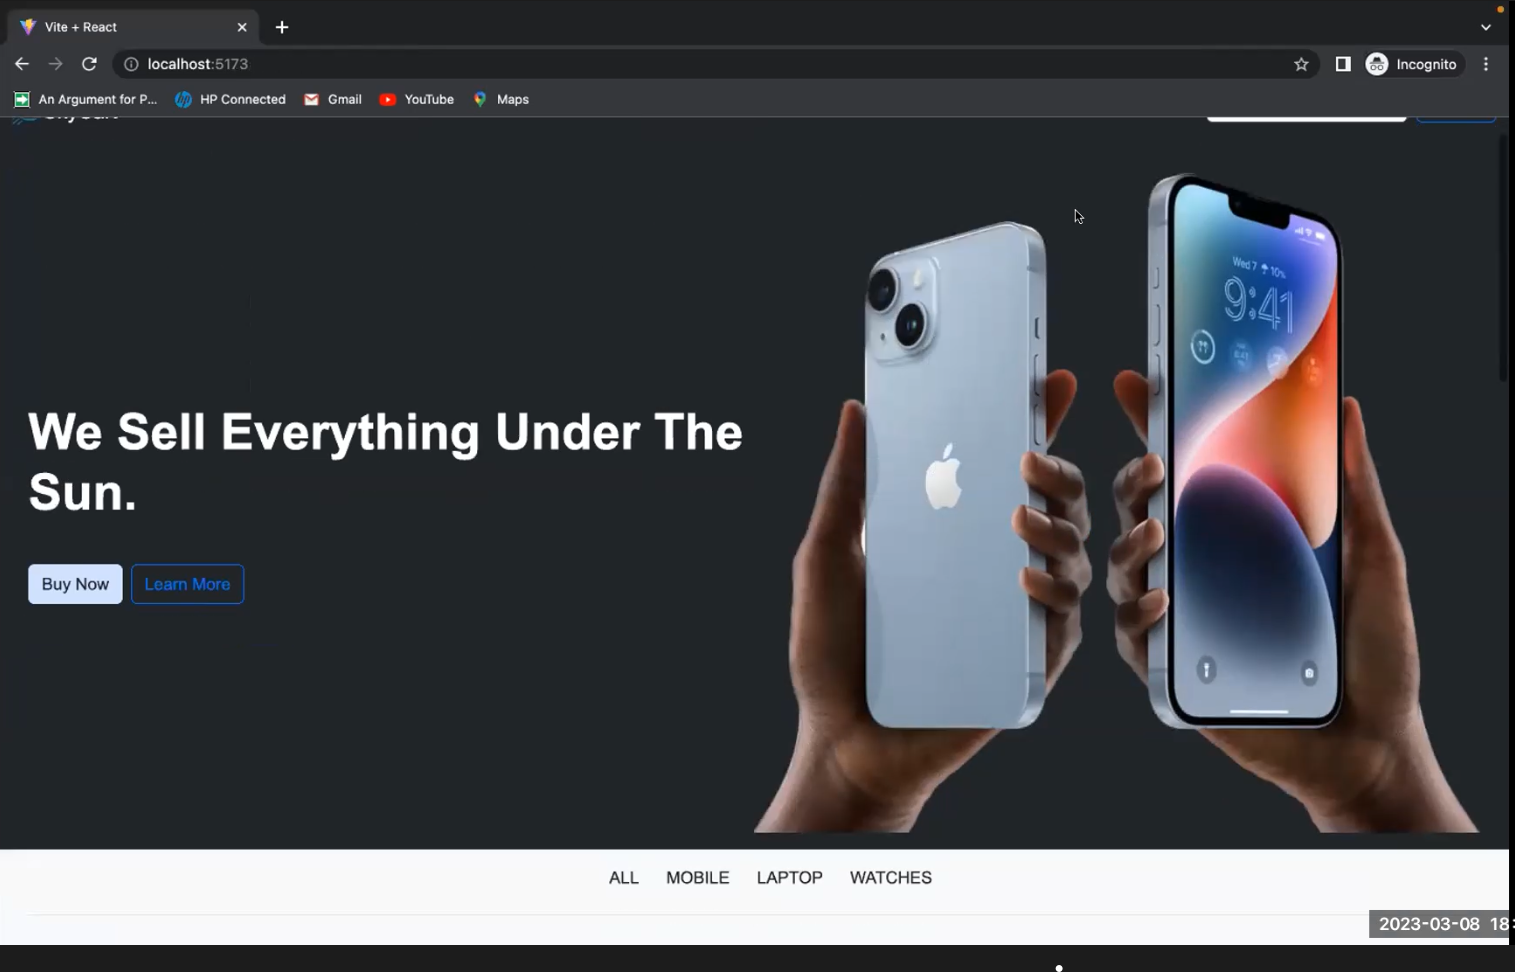 Vite + React
localhost:5173
Incognito
An Argument for P...
HP Connected
Gmail
YouTube
Maps
Wed 7 10%
9:41
We Sell Everything Under The
Sun.
Buy Now
Learn More
ALL
MOBILE
LAPTOP
WATCHES
2023-03-08 18: